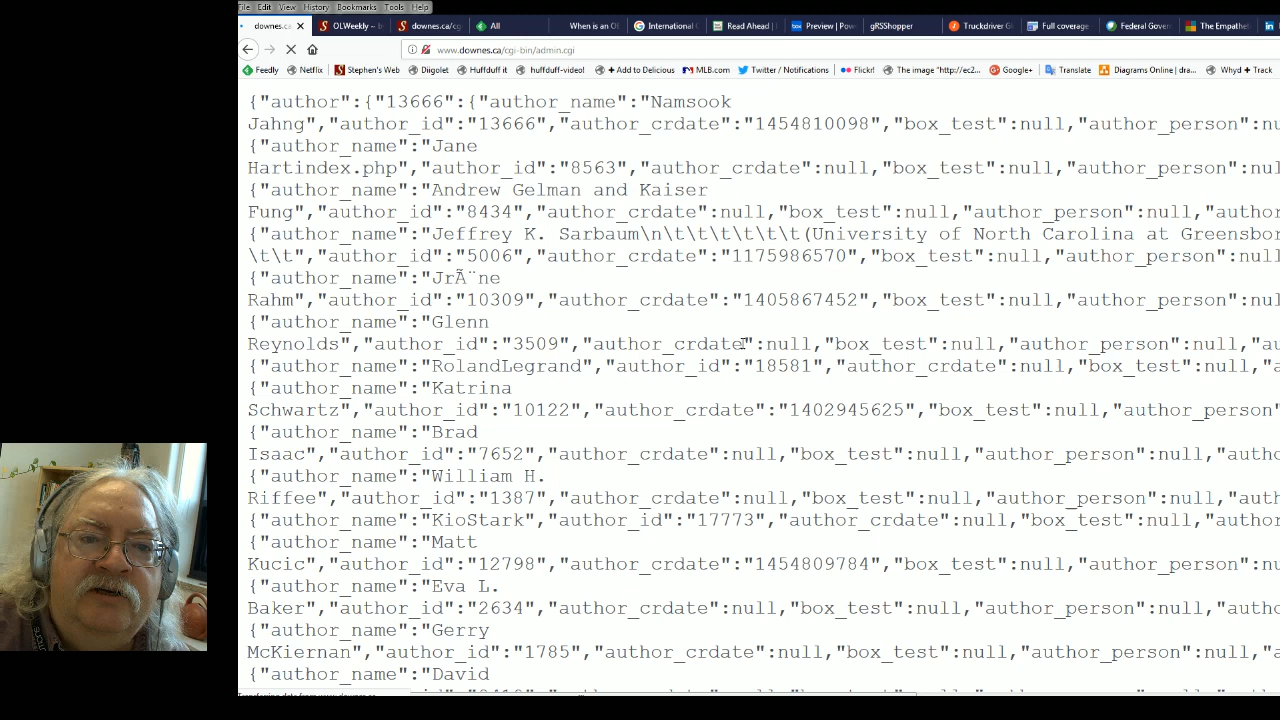 File Edit View History Bookmarks Tools Help
downes.ca/ OLWeekly ~ b downes.ca/cg All When is an OE International C Read Ahead | Preview | Pow gRSShopper Truckdriver G Full coverage Federal Gover The Empathe
www.downes.ca/cgi-bin/admin.cgi
Feedly Netflix Stephen's Web Diigolet Huffduff it huffduff-video! + Add to Delicious MLB.com Twitter / Notifications Flickr! The image "http://ec2... Google+ Translate Diagrams Online | dra... Whyd + Track
{"author":{"13666":{"author_name":"Namsook
Jahng","author_id":"13666","author_crdate":"1454810098","box_test":null,"author_person":n
{"author_name":"Jane
Hartindex.php","author_id":"8563","author_crdate":null,"box_test":null,"author_person":nu
{"author_name":"Andrew Gelman and Kaiser
Fung","author_id":"8434","author_crdate":null,"box_test":null,"author_person":null,"autho
{"author_name":"Jeffrey K. Sarbaum\n\t\t\t\t\t\t(University of North Carolina at Greensbor
\t\t","author_id":"5006","author_crdate":"1175986570","box_test":null,"author_person":null
{"author_name":"JrÃ¨ne
Rahm","author_id":"10309","author_crdate":"1405867452","box_test":null,"author_person":nu
{"author_name":"Glenn
Reynolds","author_id":"3509","author_crdate":null,"box_test":null,"author_person":null,"au
{"author_name":"RolandLegrand","author_id":"18581","author_crdate":null,"box_test":null,"a
{"author_name":"Katrina
Schwartz","author_id":"10122","author_crdate":"1402945625","box_test":null,"author_person"
{"author_name":"Brad
Isaac","author_id":"7652","author_crdate":null,"box_test":null,"author_person":null,"auth
{"author_name":"William H.
Riffee","author_id":"1387","author_crdate":null,"box_test":null,"author_person":null,"aut
{"author_name":"KioStark","author_id":"17773","author_crdate":null,"box_test":null,"author
{"author_name":"Matt
Kucic","author_id":"12798","author_crdate":"1454809784","box_test":null,"author_person":nu
{"author_name":"Eva L.
Baker","author_id":"2634","author_crdate":null,"box_test":null,"author_person":null,"auth
{"author_name":"Gerry
McKiernan","author_id":"1785","author_crdate":null,"box_test":null,"author_person":null,"a
{"author_name":"David